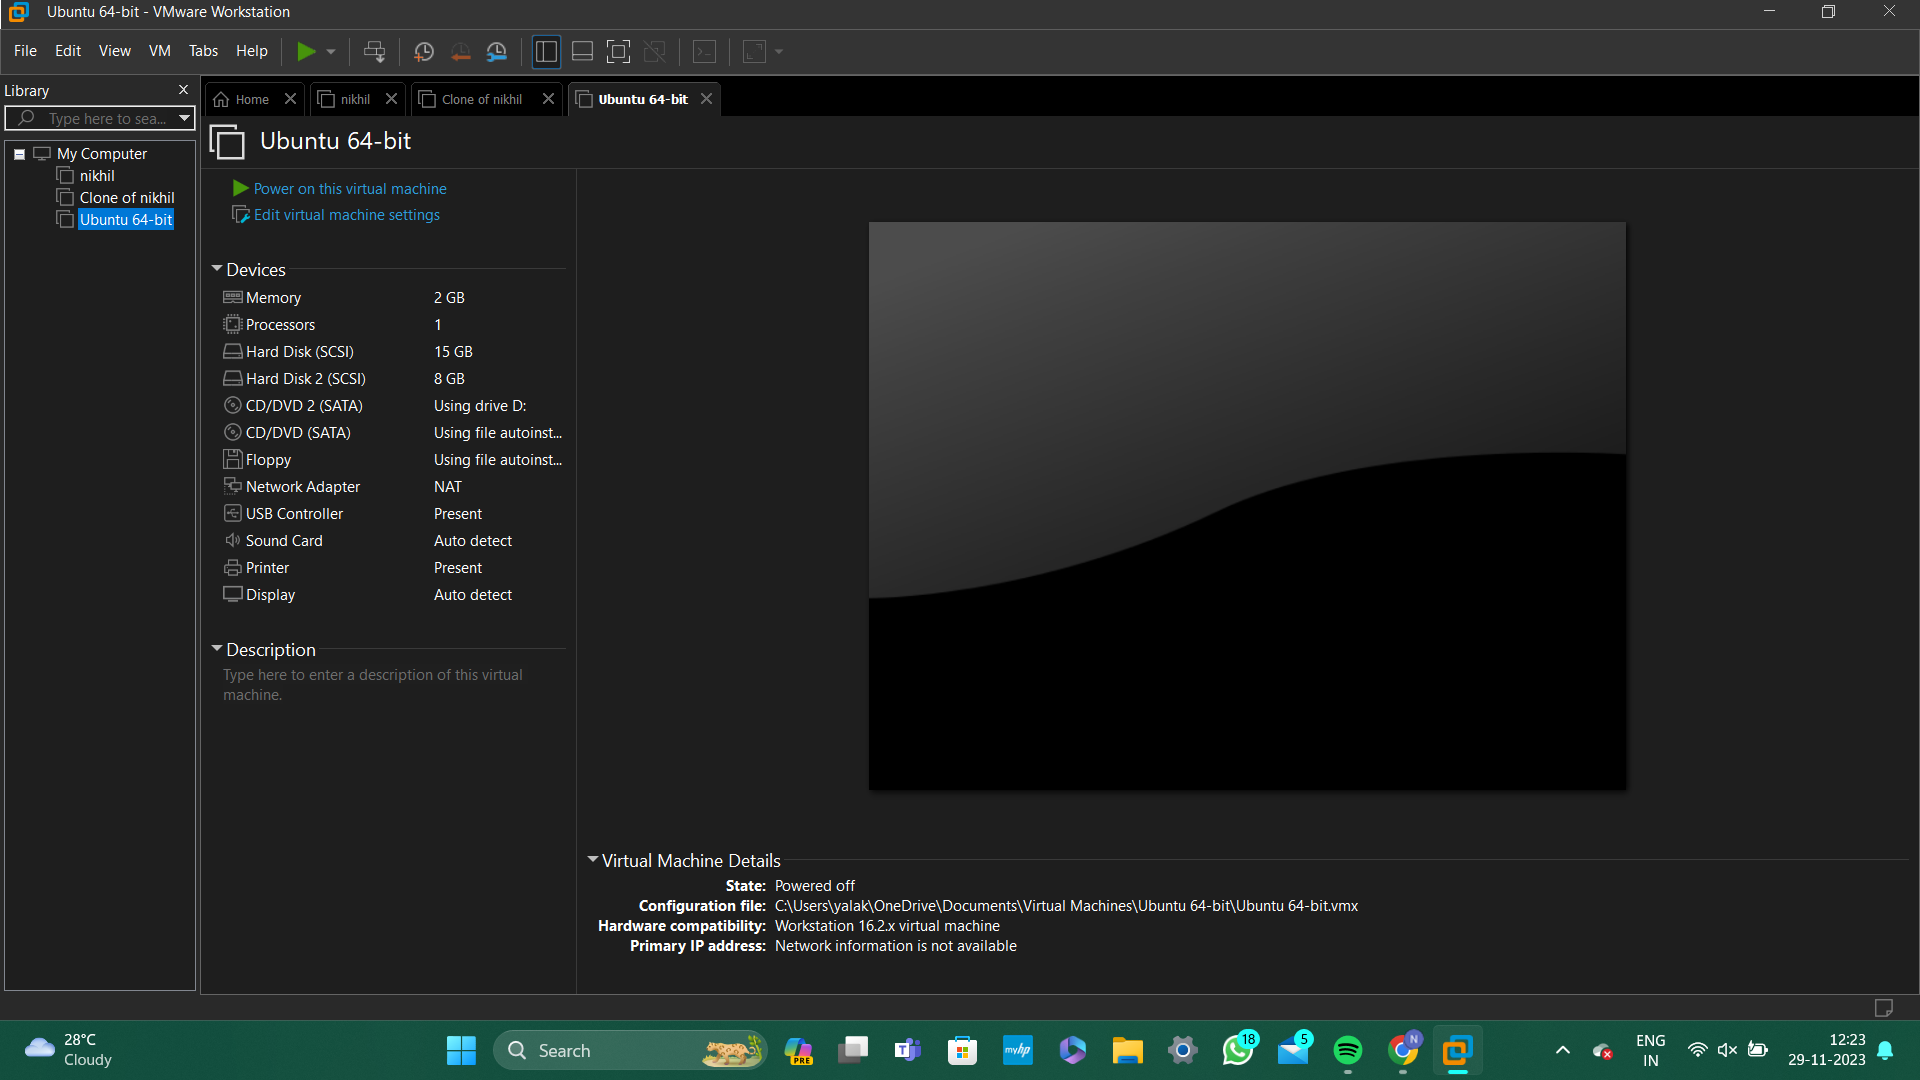 Ubuntu 64-bit - VMware Workstation
File Edit View VM Tabs Help
Library
Type here to sea...
My Computer
nikhil
Clone of nikhil
Ubuntu 64-bit
Home
nikhil
Clone of nikhil
Ubuntu 64-bit
Ubuntu 64-bit
Power on this virtual machine
Edit virtual machine settings
Devices
Memory 2 GB
Processors 1
Hard Disk (SCSI) 15 GB
Hard Disk 2 (SCSI) 8 GB
CD/DVD 2 (SATA) Using drive D:
CD/DVD (SATA) Using file autoinst...
Floppy Using file autoinst...
Network Adapter NAT
USB Controller Present
Sound Card Auto detect
Printer Present
Display Auto detect
Description
Type here to enter a description of this virtual
machine.
Virtual Machine Details
State: Powered off
Configuration file: C:\Users\yalak\OneDrive\Documents\Virtual Machines\Ubuntu 64-bit\Ubuntu 64-bit.vmx
Hardware compatibility: Workstation 16.2.x virtual machine
Primary IP address: Network information is not available
28°C
Cloudy
Search
PRE
T
myhp
18
5
N
ENG
IN
12:23
29-11-2023